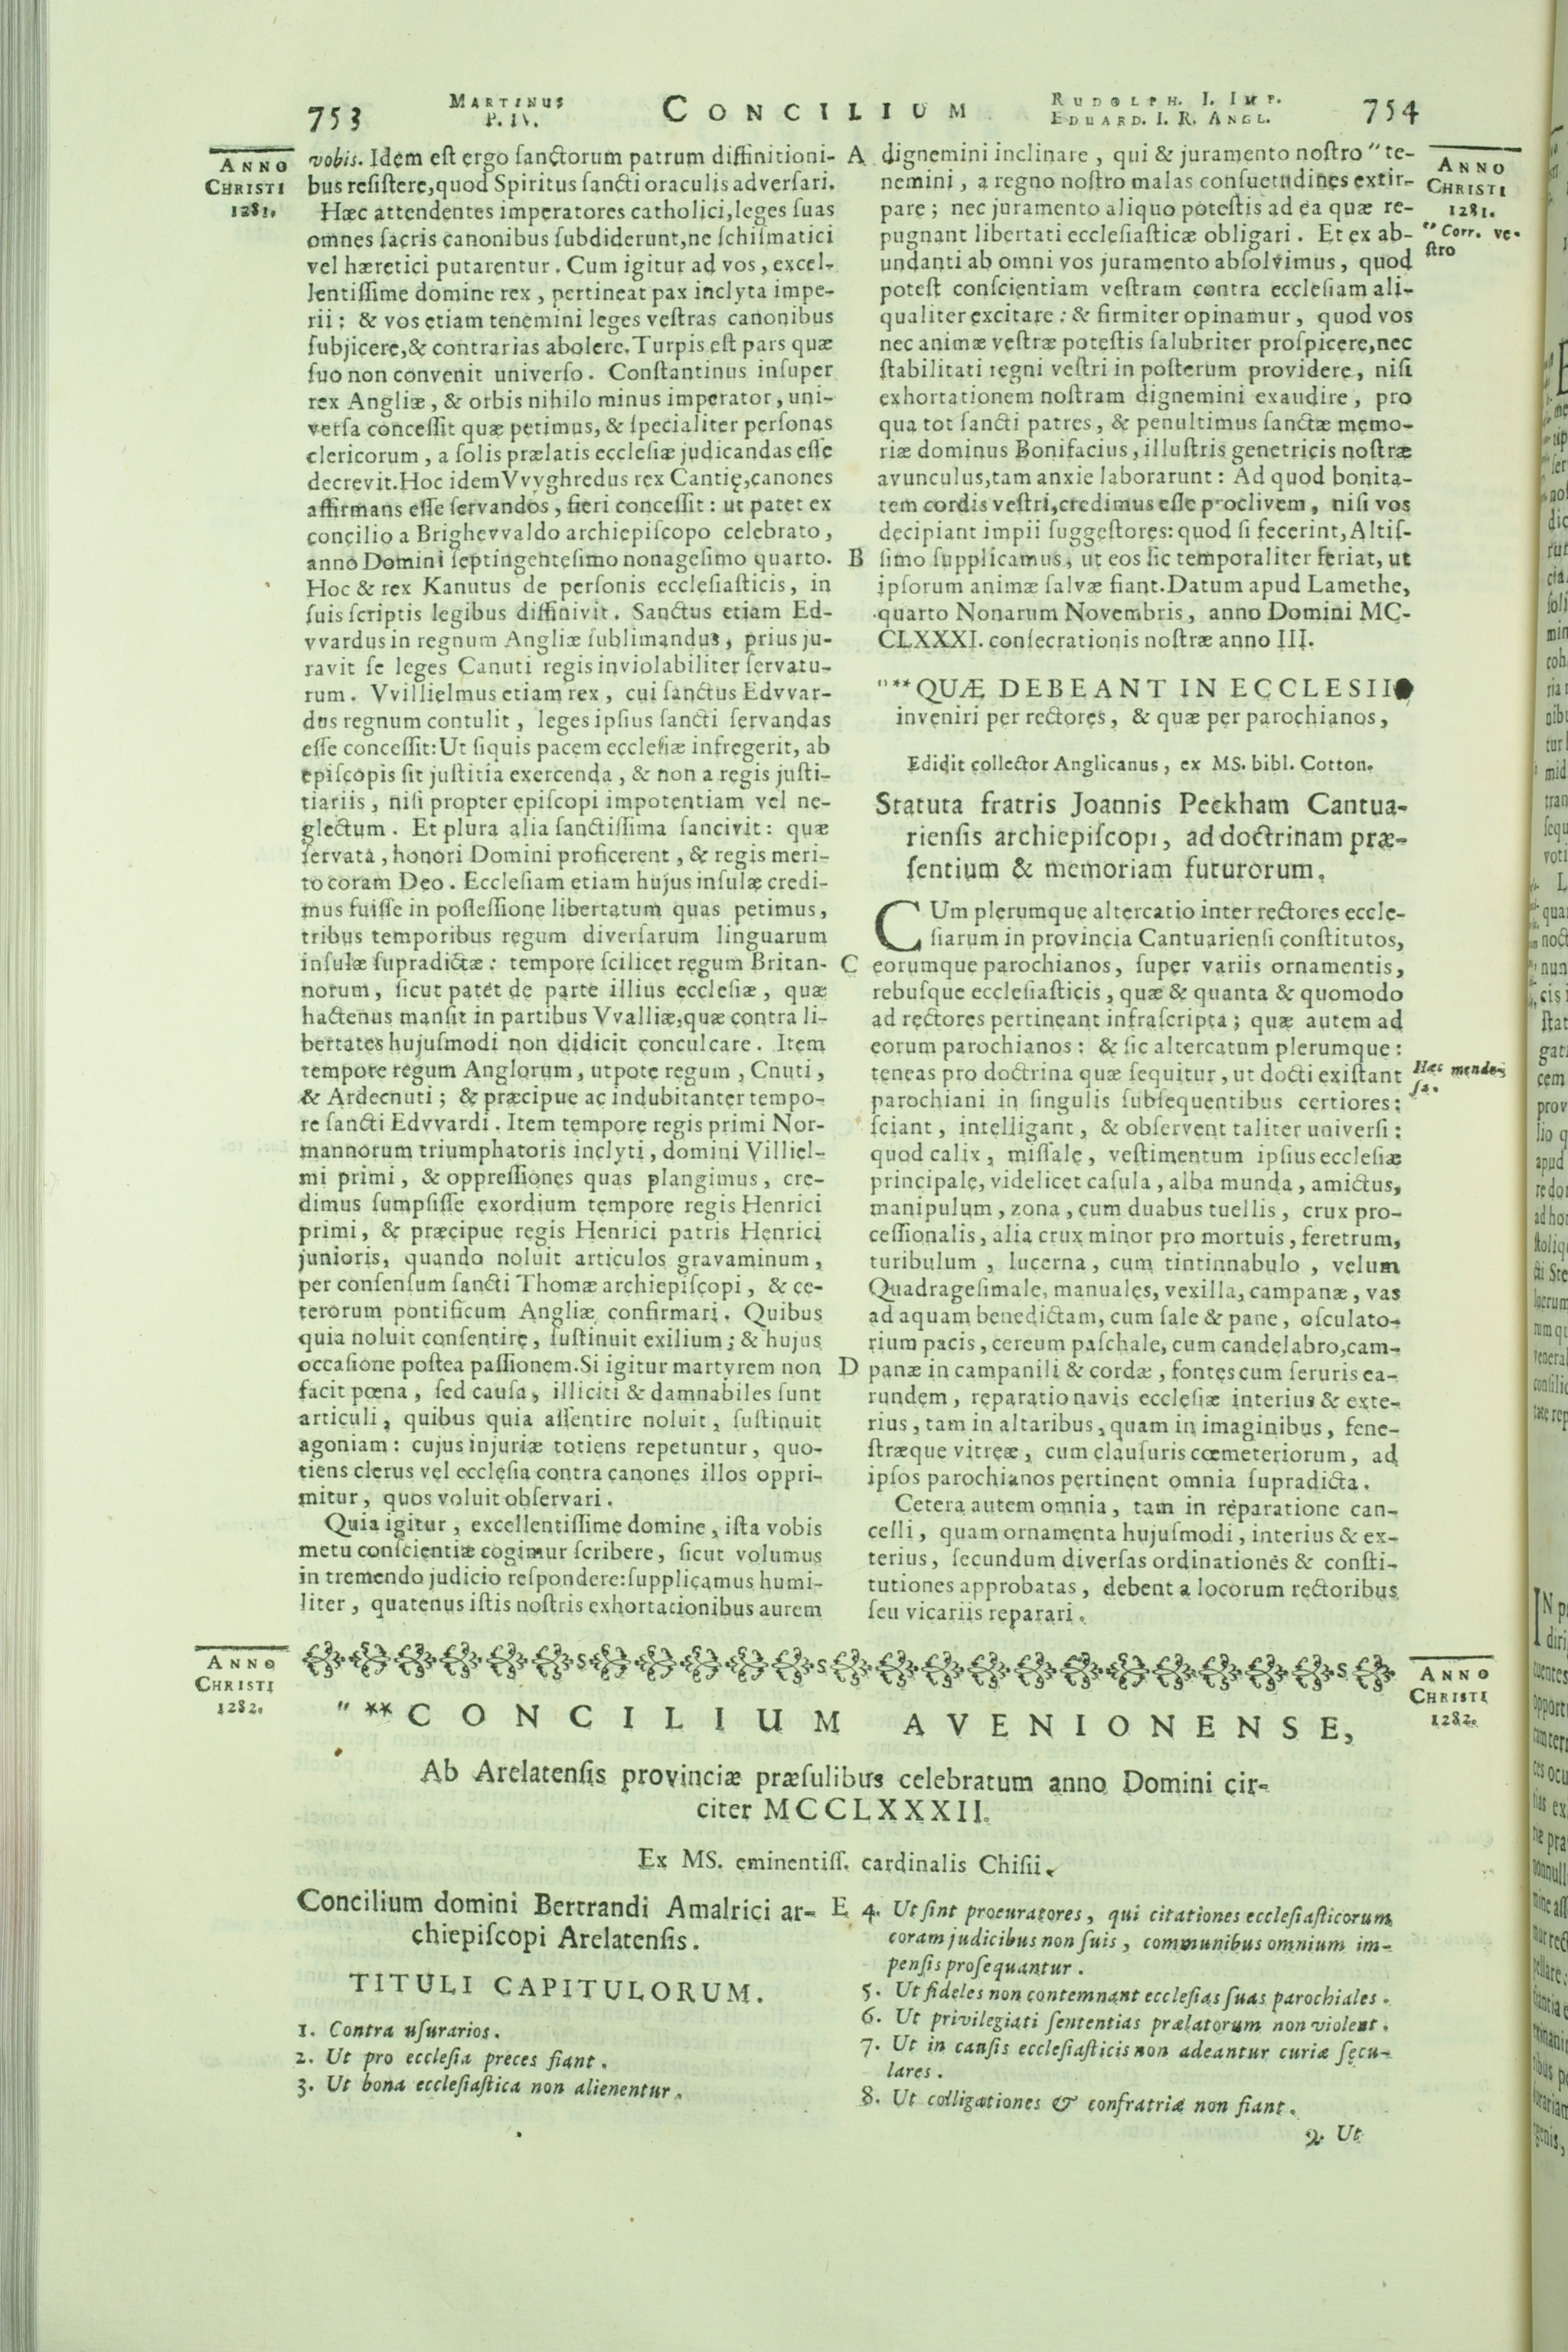 753
MARTINUS
P. IV.
CONCILIUM
RUDOLPH. I. IMP.
EDUARD. I. R. ANGL.
754
ANNO
CHRISTI
1281.
vobis. Idem eſt ergo ſanctorum patrum diffinitioni-
bus reſiſtere, quod Spiritus ſancti oraculis adverſari.
Hæc attendentes imperatores catholici, leges ſuas
omnes ſacris canonibus ſubdiderunt, ne ſchiſmatici
vel hæretici putarentur. Cum igitur ad vos, excel-
lentiſſime domine rex, pertineat pax inclyta impe-
rii: & vos etiam tenemini leges veſtras canonibus
ſubjicere, & contrarias abolere. Turpis eſt pars quæ
ſuo non convenit univerſo. Conſtantinus inſuper
rex Angliæ, & orbis nihilo minus imperator, uni-
verſa conceſſit quæ petimus, & ſpecialiter perſonas
clericorum, a ſolis prælatis eccleſiæ judicandas eſſe
decrevit. Hoc idem Vvyghredus rex Cantię, canones
affirmans eſſe ſervandos, fieri conceſſit: ut patet ex
concilio a Brighevvaldo archiepiſcopo celebrato,
anno Domini ſeptingenteſimo nonageſimo quarto.
Hoc & rex Kanutus de perſonis eccleſiaſticis, in
ſuis ſcriptis legibus diffinivit. Sanctus etiam Ed-
vvardus in regnum Angliæ ſublimandus, prius ju-
ravit ſe leges Canuti regis inviolabiliter ſervatu-
rum. Vvillielmus etiam rex, cui ſanctus Edvvar-
dus regnum contulit, leges ipſius ſancti ſervandas
eſſe conceſſit: Ut ſiquis pacem eccleſiæ infregerit, ab
epiſcopis ſit juſtitia exercenda, & non a regis juſti-
tiariis, niſi propter epiſcopi impotentiam vel ne-
glectum. Et plura alia ſanctiſſima ſancivit: quæ
ſervata, honori Domini proficerent, & regis meri-
to coram Deo. Eccleſiam etiam hujus inſulæ credi-
mus fuiſſe in poſſeſſione libertatum quas petimus,
tribus temporibus regum diverſarum linguarum
inſulæ ſupradictæ: tempore ſcilicet regum Britan-
norum, ſicut patet de parte illius eccleſiæ, quæ
hactenus manſit in partibus Vvalliæ, quæ contra li-
bertates hujuſmodi non didicit conculcare. Item
tempore regum Anglorum, utpote regum, Cnuti,
& Ardecnuti; & præcipue ac indubitanter tempo-
re ſancti Edvvardi. Item tempore regis primi Nor-
mannorum triumphatoris inclyti, domini Villiel-
mi primi, & oppreſſiones quas plangimus, cre-
dimus ſumpſiſſe exordium tempore regis Henrici
primi, & præcipue regis Henrici patris Henrici
junioris, quando noluit articulos gravaminum,
per conſenſum ſancti Thomæ archiepiſcopi, & ce-
terorum pontificum Angliæ confirmari. Quibus
quia noluit conſentire, ſuſtinuit exilium; & hujus
occaſione poſtea paſſionem. Si igitur martyrem non
facit pœna, ſed cauſa, illiciti & damnabiles ſunt
articuli, quibus quia aſſentire noluit, ſuſtinuit
agoniam: cujus injuriæ totiens repetuntur, quo-
tiens clerus vel eccleſia contra canones illos oppri-
mitur, quos voluit obſervari.
Quia igitur, excellentiſſime domine, iſta vobis
metu conſcientiæ cogimur ſcribere, ſicut volumus
in tremendo judicio reſpondere: ſupplicamus humi-
liter, quatenus iſtis noſtris exhortationibus aurem
A
B
C
D
dignemini inclinare, qui & juramento noſtro " te-
nemini, a regno noſtro malas conſuetudines extir-
pare; nec juramento aliquo poteſtis ad ea quæ re-
pugnant libertati eccleſiaſticæ obligari. Et ex ab-
undanti ab omni vos juramento abſolvimus, quod
poteſt conſcientiam veſtram contra eccleſiam ali-
qualiter excitare: & firmiter opinamur, quod vos
nec animæ veſtræ poteſtis ſalubriter proſpicere, nec
ſtabilitati regni veſtri in poſterum providere, niſi
exhortationem noſtram dignemini exaudire, pro
qua tot ſancti patres, & penultimus ſanctæ memo-
riæ dominus Bonifacius, illuſtris genetricis noſtræ
avunculus, tam anxie laborarunt: Ad quod bonita-
tem cordis veſtri, credimus eſſe proclivem, niſi vos
decipiant impii ſuggeſtores: quod ſi fecerint, Altiſ-
ſimo ſupplicamus, ut eos ſic temporaliter feriat, ut
ipſorum animæ ſalvæ fiant. Datum apud Lamethe,
quarto Nonarum Novembris, anno Domini MC-
CLXXXI. conſecrationis noſtræ anno III.
ANNO
CHRISTI
1281.
" Corr. ve-
ſtro
"**QUÆ DEBEANT IN ECCLESII
inveniri per rectores, & quæ per parochianos,
Edidit collector Anglicanus, ex MS. bibl. Cotton.
Statuta fratris Joannis Peckham Cantua-
rienſis archiepiſcopi, ad doctrinam præ-
ſentium & memoriam futurorum.
CUm plerumque altercatio inter rectores eccle-
ſiarum in provincia Cantuarienſi conſtitutos,
eorumque parochianos, ſuper variis ornamentis,
rebuſque eccleſiaſticis, quæ & quanta & quomodo
ad rectores pertineant infraſcripta; quæ autem ad
eorum parochianos: & ſic altercatum plerumque:
teneas pro doctrina quæ ſequitur, ut docti exiſtant
parochiani in ſingulis ſubſequentibus certiores:
ſciant, intelligant, & obſervent taliter univerſi:
quod calix, miſſale, veſtimentum ipſius eccleſiæ
principale, videlicet caſula, alba munda, amictus,
manipulum, zona, cum duabus tuellis, crux pro-
ceſſionalis, alia crux minor pro mortuis, feretrum,
turibulum, lucerna, cum tintinnabulo, velum
Quadrageſimale, manuales, vexilla, campanæ, vas
ad aquam benedictam, cum ſale & pane, oſculato-
rium pacis, cereum paſchale, cum candelabro, cam-
panæ in campanili & cordæ, fontes cum ſeruris ea-
rundem, reparatio navis eccleſiæ interius & exte-
rius, tam in altaribus, quam in imaginibus, fene-
ſtræque vitreæ, cum clauſuris cœmeteriorum, ad
ipſos parochianos pertinent omnia ſupradicta.
Cetera autem omnia, tam in reparatione can-
celli, quam ornamenta hujuſmodi, interius & ex-
terius, ſecundum diverſas ordinationes & conſti-
tutiones approbatas, debent a locorum rectoribus
ſeu vicariis reparari.
Hæc mendo-
ſa.
ANNO
CHRISTI
1282.
ANNO
CHRISTI
1282.
"**CONCILIUM AVENIONENSE,
Ab Arelatenſis provinciæ præſulibus celebratum anno Domini cir-
citer MCCLXXXII.
Ex MS. eminentiſſ. cardinalis Chiſii.
Concilium domini Bertrandi Amalrici ar-
chiepiſcopi Arelatenſis.
TITULI CAPITULORUM.
1. Contra uſurarios.
2. Ut pro eccleſia preces fiant.
3. Ut bona eccleſiaſtica non alienentur.
E
4. Ut ſint procuratores, qui citationes eccleſiaſticorum
coram judicibus non ſuis, communibus omnium im-
penſis proſequantur.
5. Ut fideles non contemnant eccleſias ſuas parochiales.
6. Ut privilegiati ſententias prælatorum non violent.
7. Ut in cauſis eccleſiaſticis non adeantur curiæ ſecu-
lares.
8. Ut colligationes & confratriæ non fiant.
9. Ut